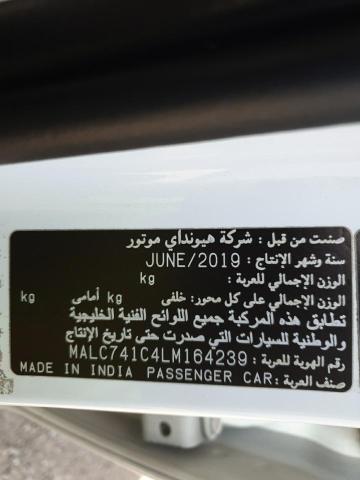 صنعت من قبل : شركة هيونداي موتور
سنة وشهر الإنتاج : JUNE/2019
الوزن الإجمالي للعربة : kg
الوزن الإجمالي على كل محور: خلفى kg أمامى kg
تطابق هذه المركبة جميع اللوائح الفنية الخليجية
والوطنية للسيارات التي صدرت حتى تاريخ الإنتاج
رقم الهوية للعربة : MALC741C4LM164239
صنف العربة : MADE IN INDIA PASSENGER CAR